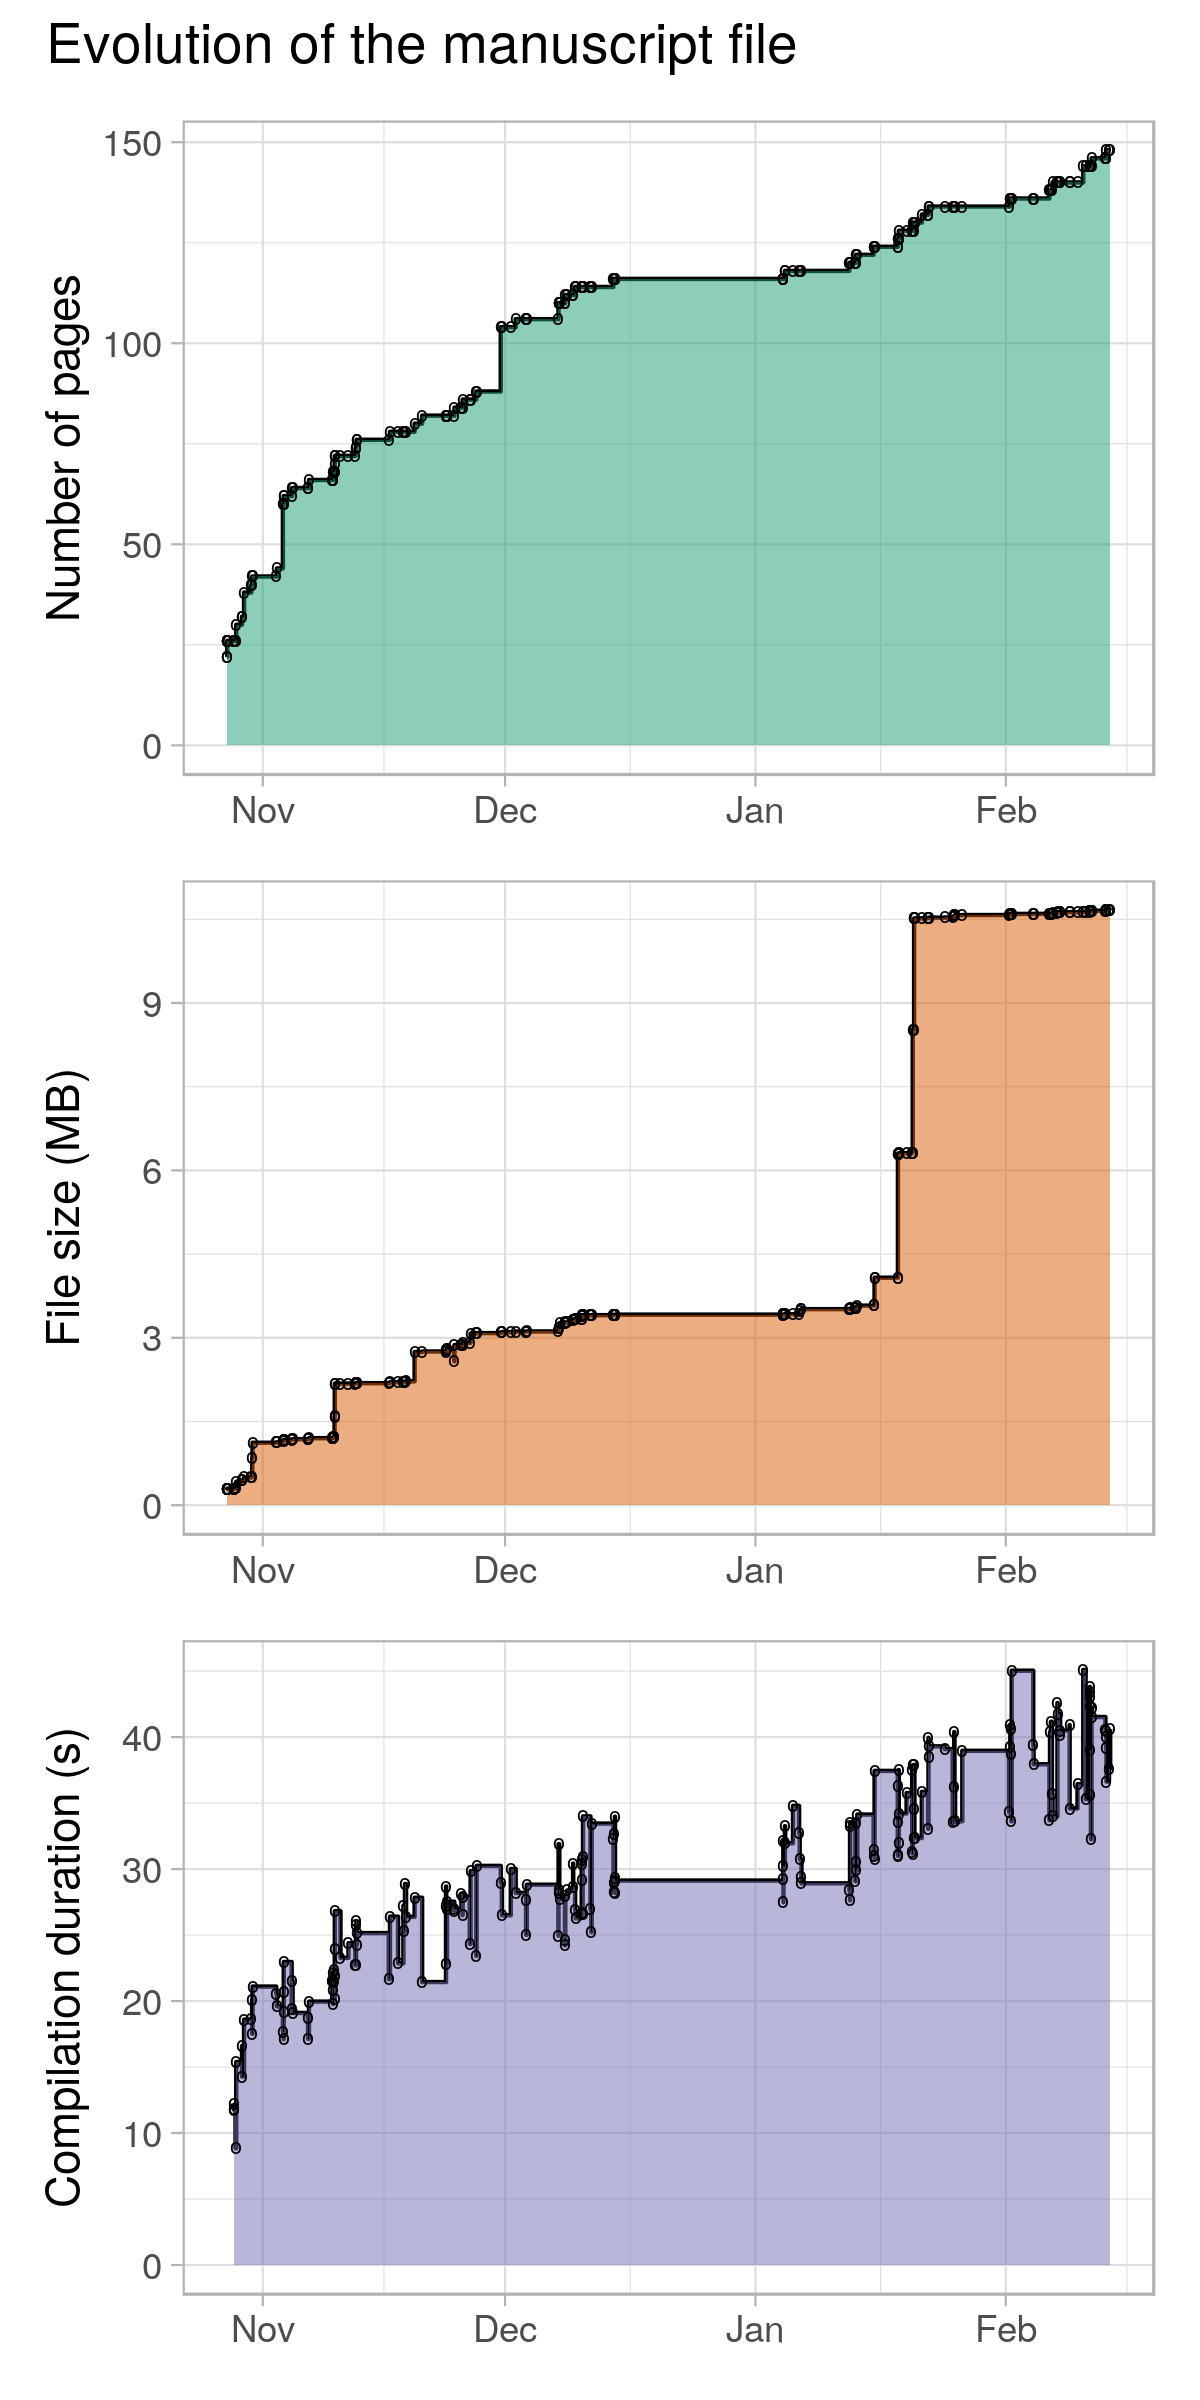 Evolution of the manuscript file
Number of pages
150
100
50
0
Nov Dec Jan Feb
File size (MB)
9
6
3
0
Nov Dec Jan Feb
Compilation duration (s)
40
30
20
10
0
Nov Dec Jan Feb